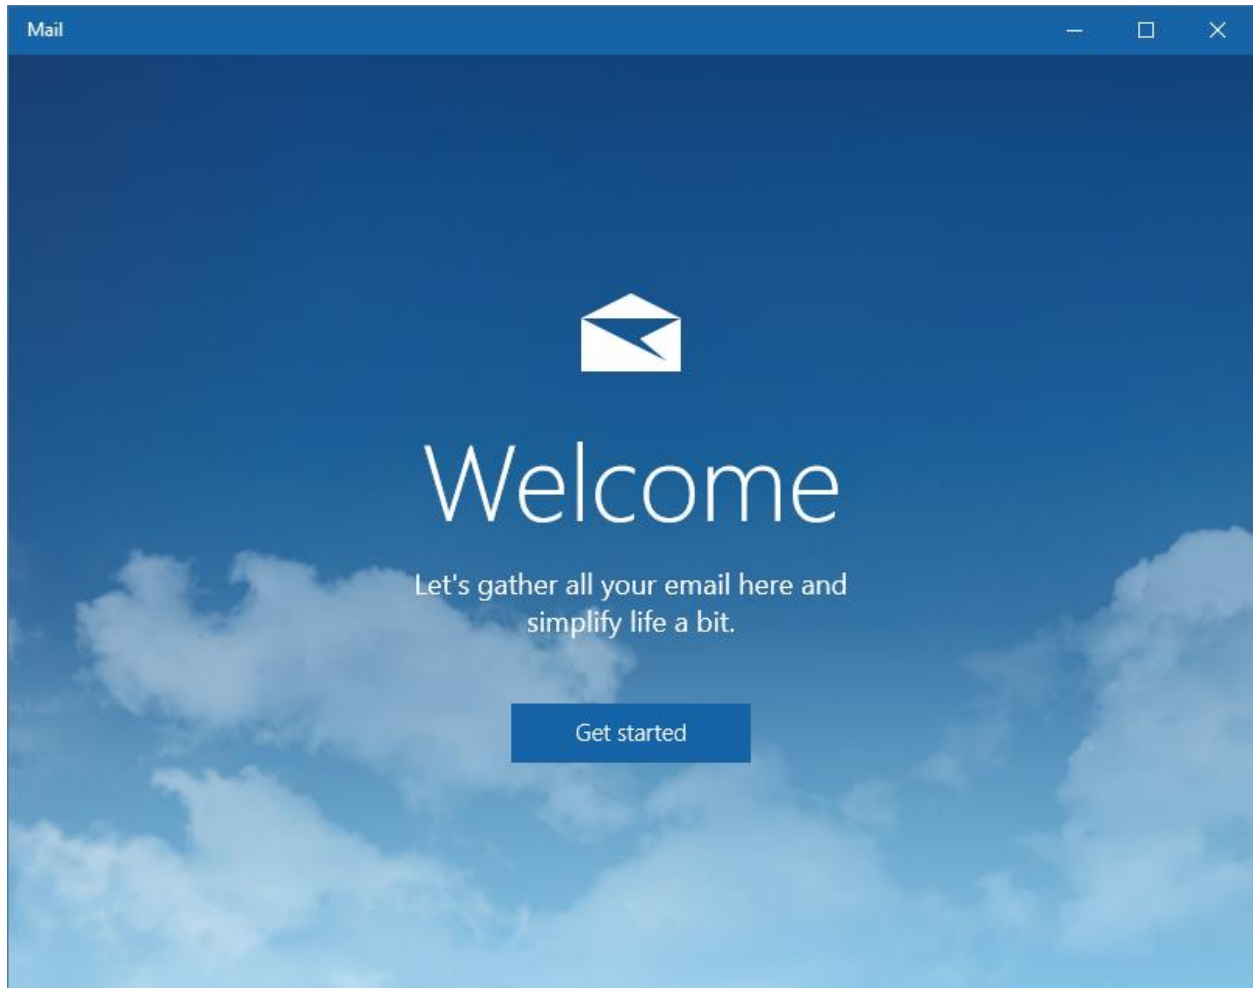 Mail
Welcome
Let's gather all your email here and
simplify life a bit.
Get started